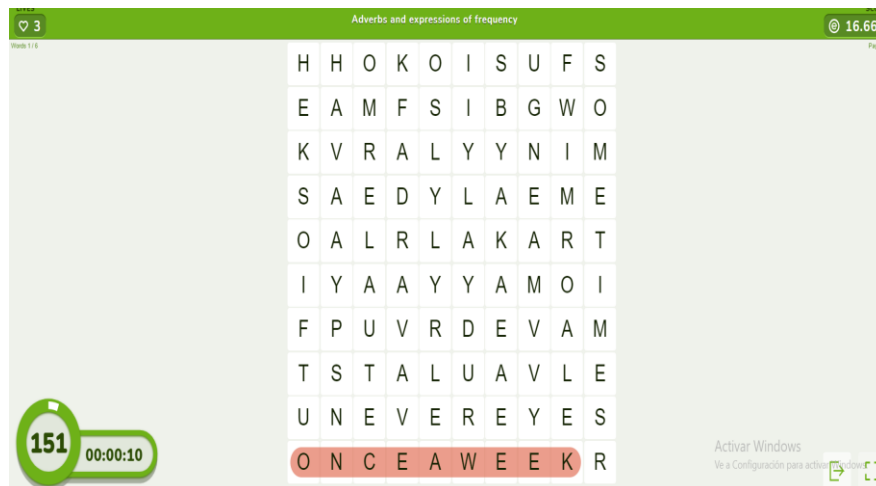 LIVES
3
Adverbs and expressions of frequency
16.66
Words 1 / 6
H H O K O I S U F S
E A M F S I B G W O
K V R A L Y Y N I M
S A E D Y L A E M E
O A L R L A K A R T
I Y A A Y Y A M O I
F P U V R D E V A M
T S T A L U A V L E
U N E V E R E Y E S
O N C E A W E E K R
151
00:00:10
Activar Windows
Ve a Configuración para activar Windows.